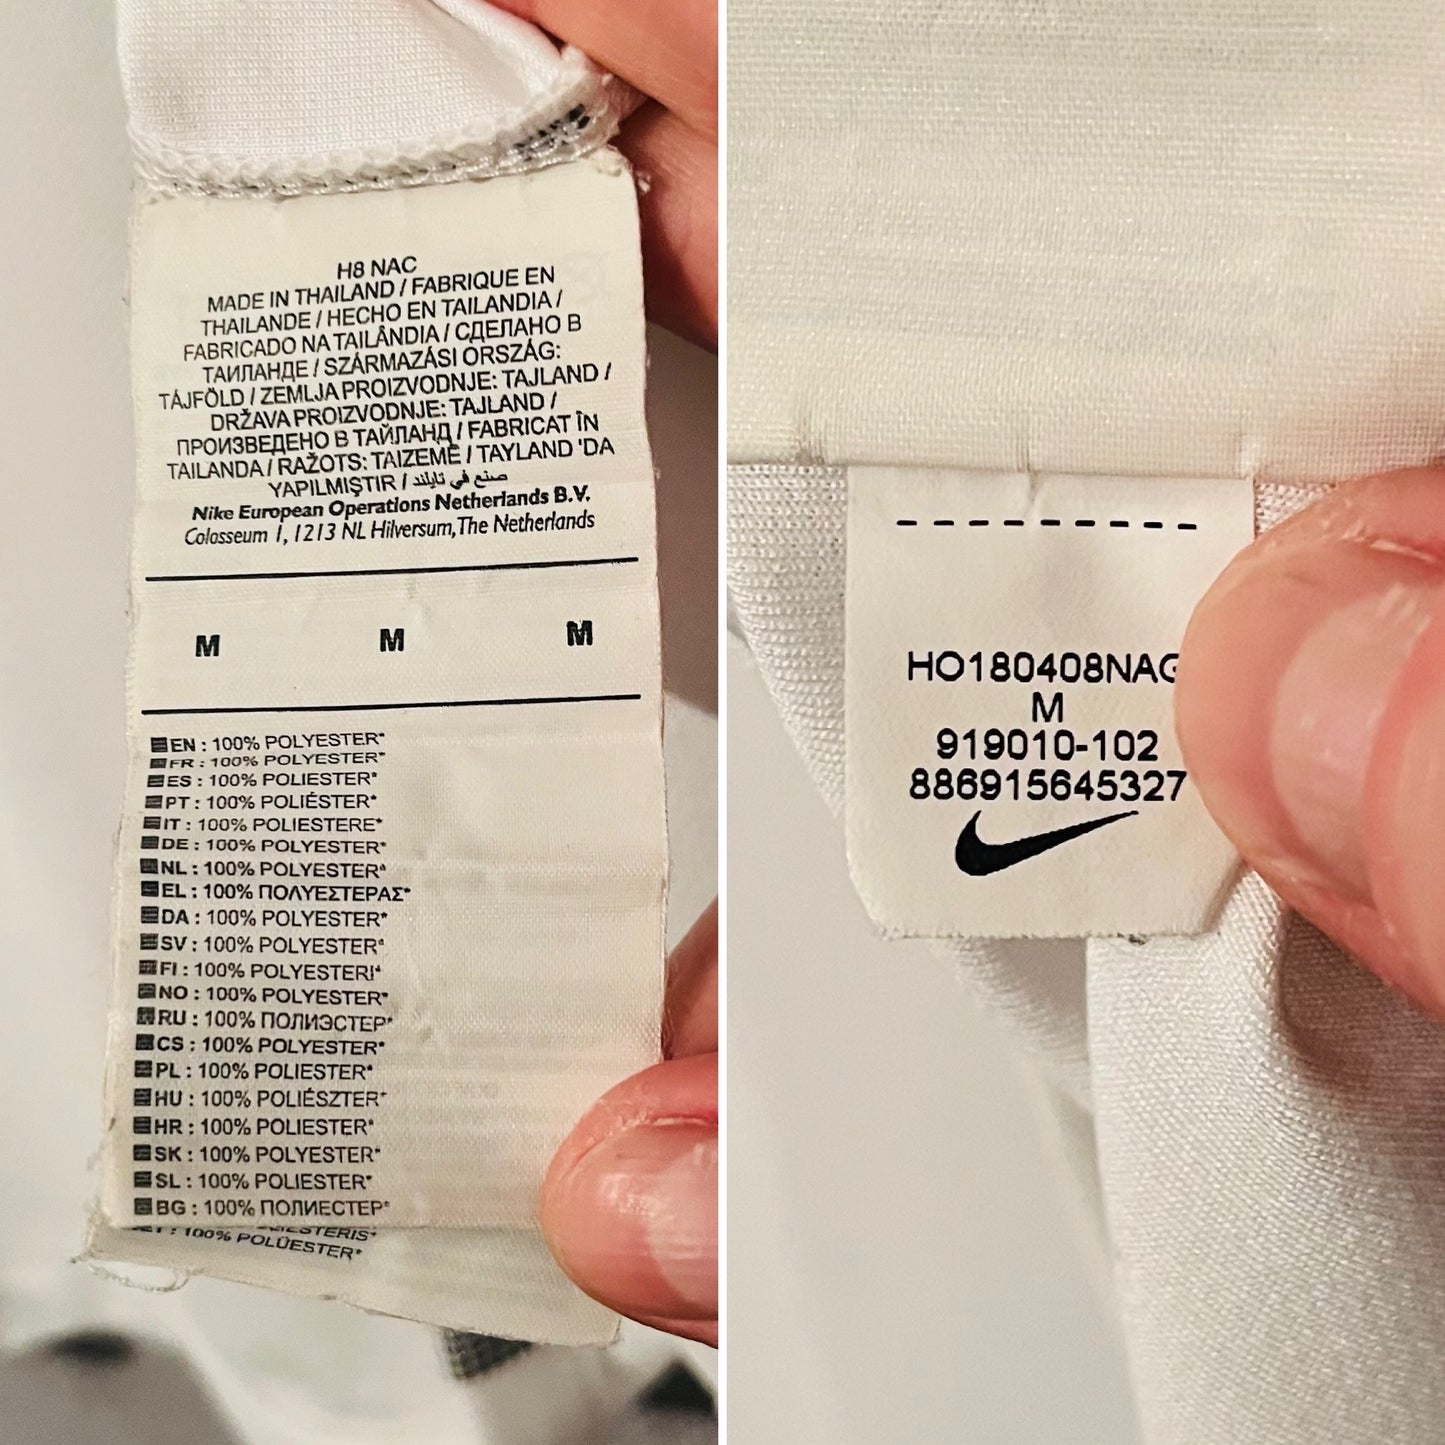 H8 NAC
MADE IN THAILAND / FABRIQUE EN
THAILANDE / HECHO EN TAILANDIA /
FABRICADO NA TAILÂNDIA / СДЕЛАНО В
ТАИЛАНДЕ / SZÁRMAZÁSI ORSZÁG:
TÁJFÖLD / ZEMLJA PROIZVODNJE: TAJLAND /
DRŽAVA PROIZVODNJE: TAJLAND /
ПРОИЗВЕДЕНО В ТАЙЛАНД / FABRICAT ÎN
TAILANDA / RAŽOTS: TAIZEMĒ / TAYLAND 'DA
YAPILMIŞTIR / صنع في تايلند
Nike European Operations Netherlands B.V.
Colosseum 1, 1213 NL Hilversum, The Netherlands
M M M
EN : 100% POLYESTER*
FR : 100% POLYESTER*
ES : 100% POLIESTER*
PT : 100% POLIÉSTER*
IT : 100% POLIESTERE*
DE : 100% POLYESTER*
NL : 100% POLYESTER*
EL : 100% ΠΟΛΥΕΣΤΕΡΑΣ*
DA : 100% POLYESTER*
SV : 100% POLYESTER*
FI : 100% POLYESTERI*
NO : 100% POLYESTER*
RU : 100% ПОЛИЭСТЕР*
CS : 100% POLYESTER*
PL : 100% POLIESTER*
HU : 100% POLIÉSZTER*
HR : 100% POLIESTER*
SK : 100% POLYESTER*
SL : 100% POLIESTER*
BG : 100% ПОЛИЕСТЕР*
100% POLÜESTER*
HO180408NAG
M
919010-102
886915645327